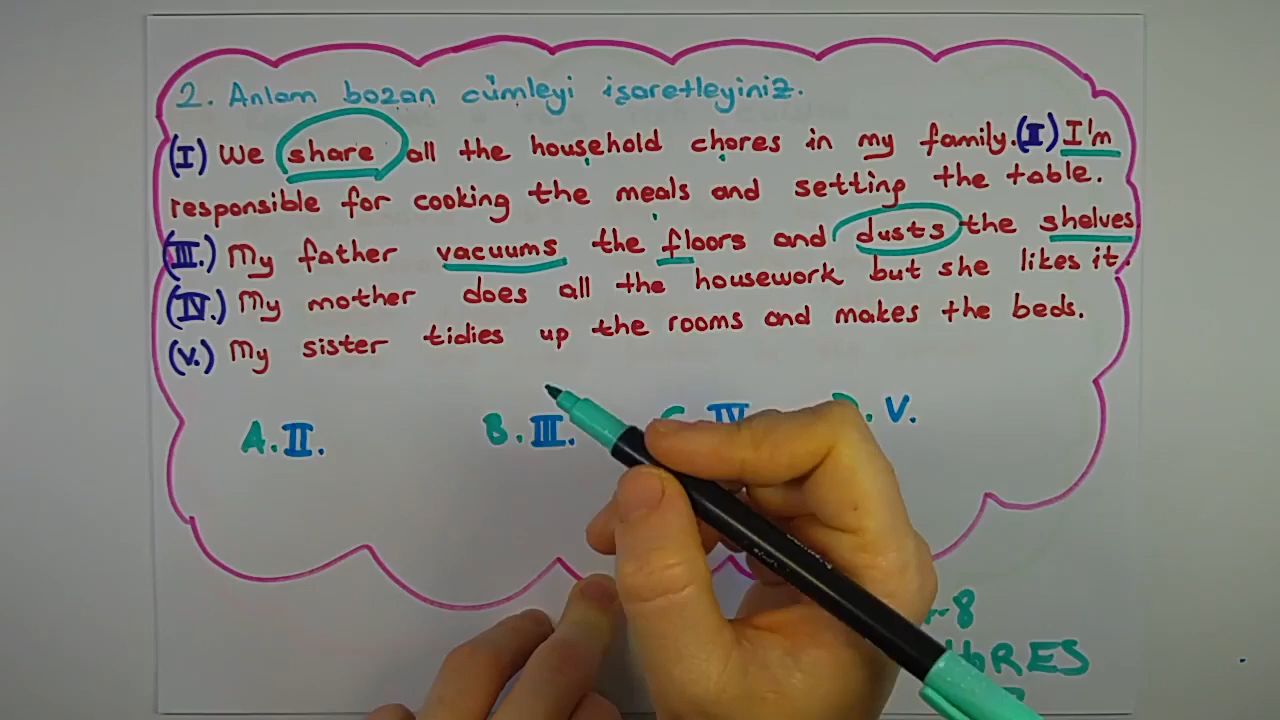 2. Anlam bozan cümleyi işaretleyiniz.
(I) We share all the household chores in my family. (II) I'm
responsible for cooking the meals and setting the table.
(III.) My father vacuums the floors and dusts the shelves
(IV.) My mother does all the housework but she likes it.
(V.) My sister tidies up the rooms and makes the beds.
A. II. B. III. C. IV D. V.
-8